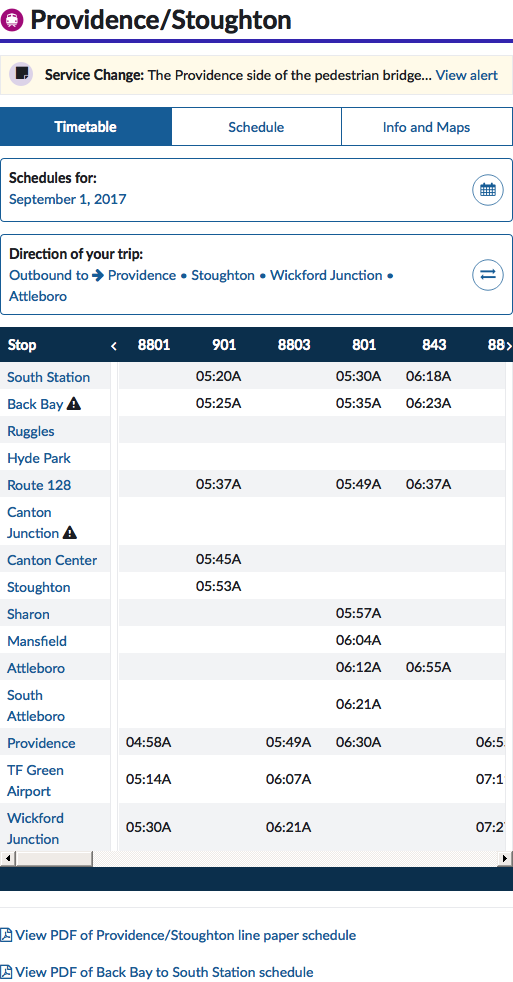 Providence/Stoughton
Service Change: The Providence side of the pedestrian bridge... View alert
Timetable Schedule Info and Maps
Schedules for:
September 1, 2017
Direction of your trip:
Outbound to → Providence • Stoughton • Wickford Junction •
Attleboro
Stop < 8801 901 8803 801 843 88 >
South Station 05:20A 05:30A 06:18A
Back Bay 05:25A 05:35A 06:23A
Ruggles
Hyde Park
Route 128 05:37A 05:49A 06:37A
Canton
Junction
Canton Center 05:45A
Stoughton 05:53A
Sharon 05:57A
Mansfield 06:04A
Attleboro 06:12A 06:55A
South
Attleboro 06:21A
Providence 04:58A 05:49A 06:30A 06:5
TF Green
Airport 05:14A 06:07A 07:1
Wickford
Junction 05:30A 06:21A 07:2
View PDF of Providence/Stoughton line paper schedule
View PDF of Back Bay to South Station schedule